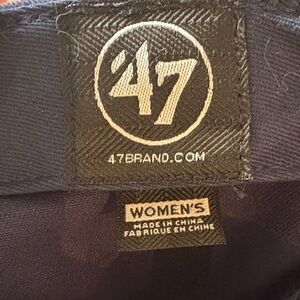 '47
47BRAND.COM
WOMEN'S
MADE IN CHINA
FABRIQUE EN CHINE